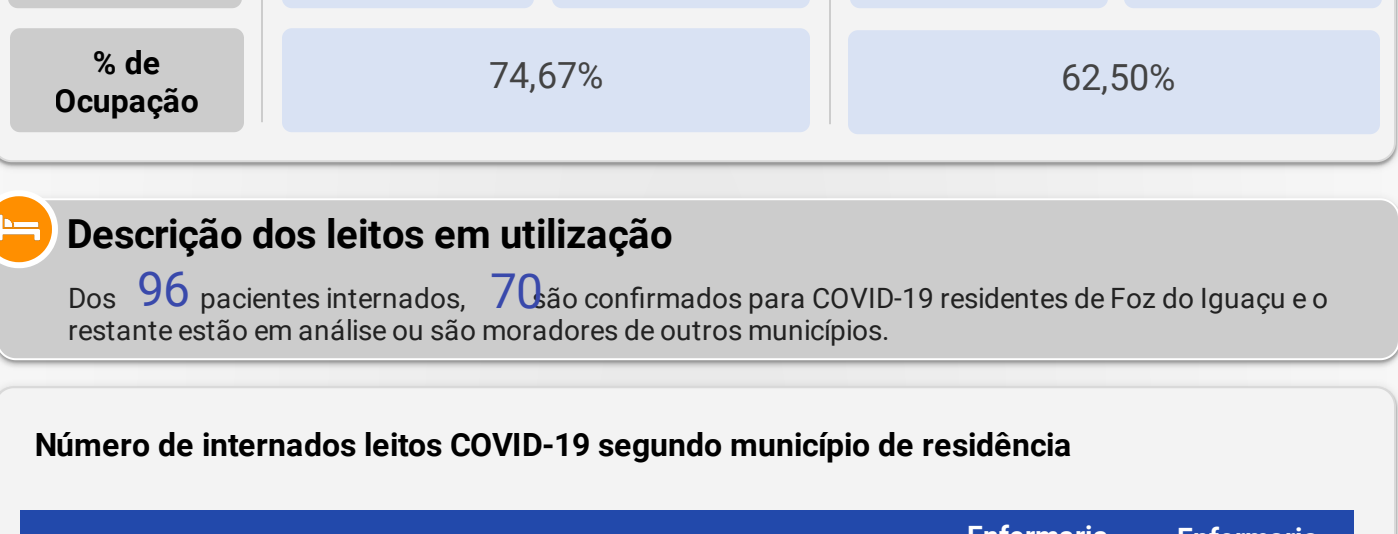 % de
Ocupação
74,67%
62,50%
Descrição dos leitos em utilização
Dos 96 pacientes internados, 70 são confirmados para COVID-19 residentes de Foz do Iguaçu e o
restante estão em análise ou são moradores de outros municípios.
Número de internados leitos COVID-19 segundo município de residência
Enfermaria Enfermaria